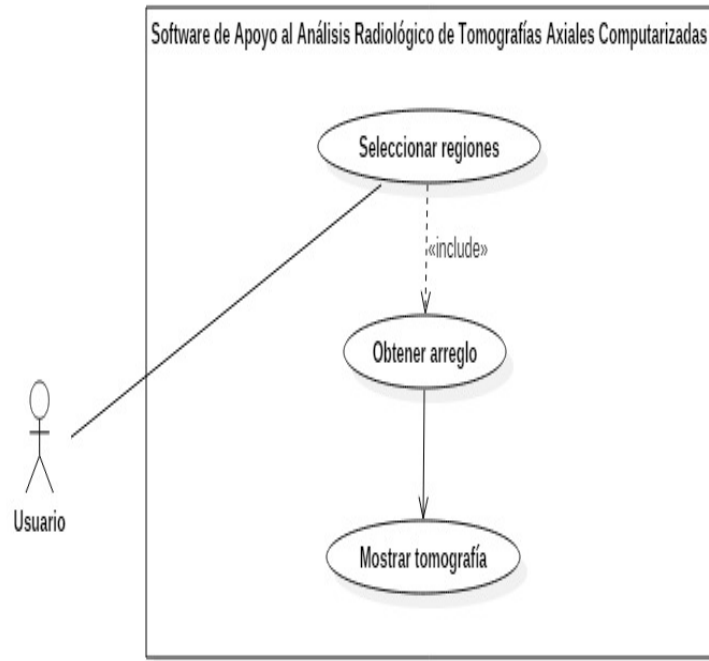 Software de Apoyo al Análisis Radiológico de Tomografías Axiales Computarizadas
Seleccionar regiones
«include»
Obtener arreglo
Usuario
Mostrar tomografía